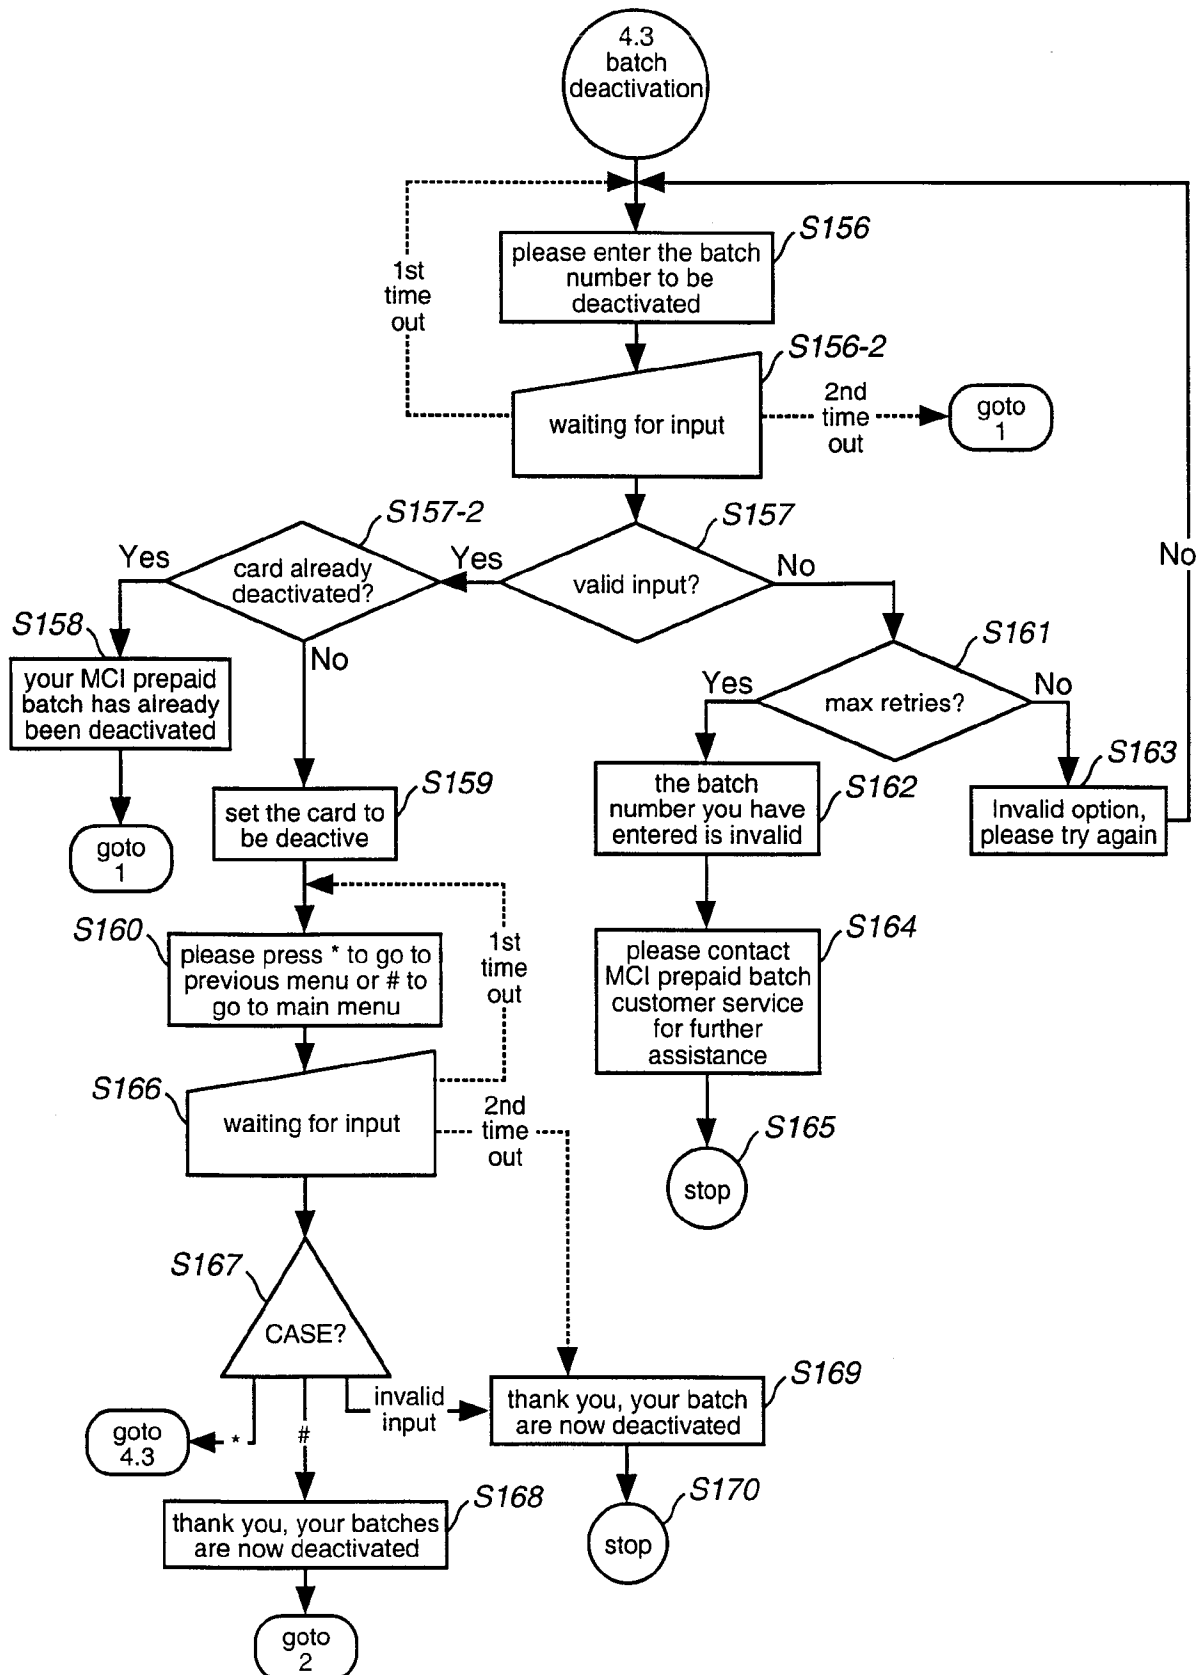 4.3
batch
deactivation
S156
please enter the batch
number to be
deactivated
1st
time
out
S156-2
waiting for input
2nd
time
out
goto
1
S157-2
S157
Yes
card already
deactivated?
Yes
valid input?
No
No
S158
your MCI prepaid
batch has already
been deactivated
No
S161
Yes
max retries?
No
goto
1
S159
set the card to
be deactive
S162
the batch
number you have
entered is invalid
S163
Invalid option,
please try again
S160
please press * to go to
previous menu or # to
go to main menu
1st
time
out
S164
please contact
MCI prepaid batch
customer service
for further
assistance
S166
waiting for input
2nd
time
out
S165
stop
S167
CASE?
goto
4.3
*
#
invalid
input
S169
thank you, your batch
are now deactivated
S168
thank you, your batches
are now deactivated
S170
stop
goto
2